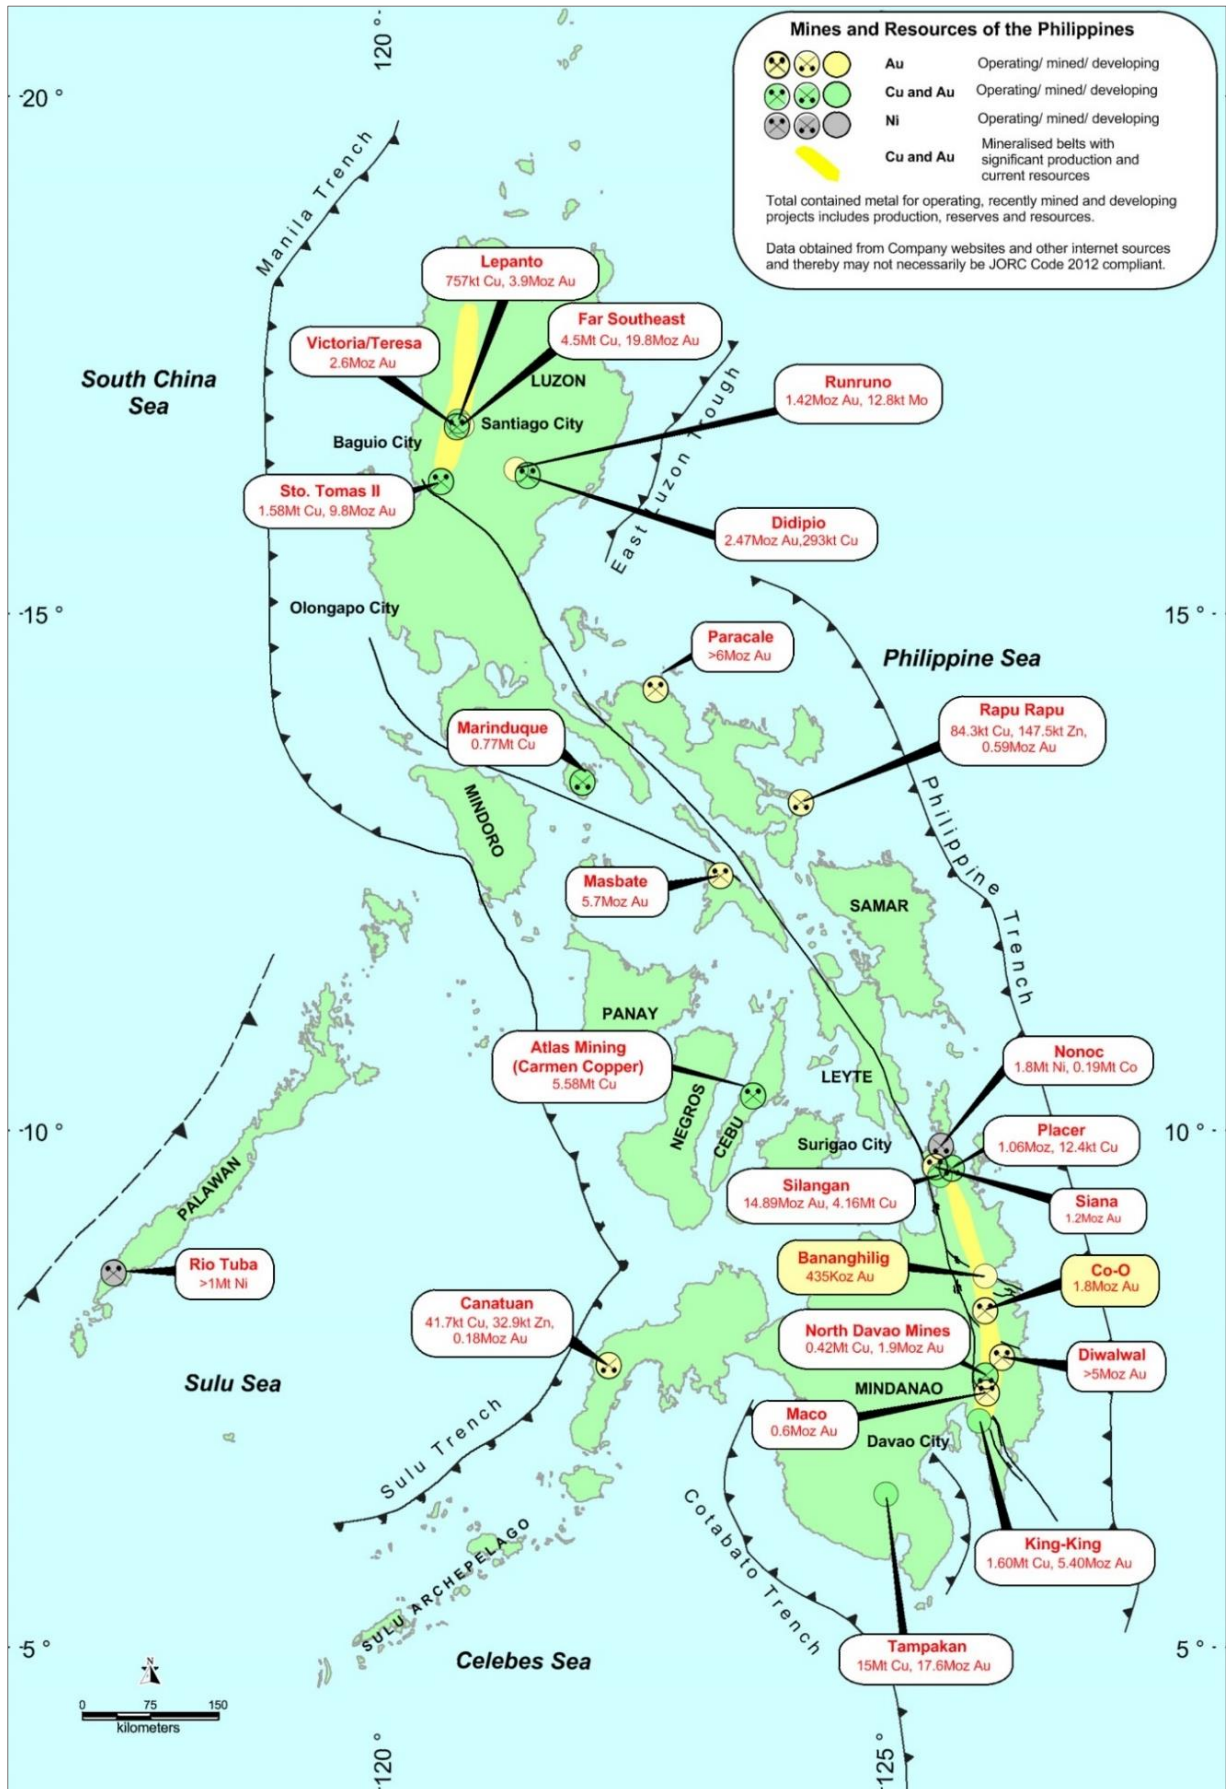 Mines and Resources of the Philippines
Au Operating/ mined/ developing
Cu and Au Operating/ mined/ developing
Ni Operating/ mined/ developing
Cu and Au Mineralised belts with
significant production and
current resources
Total contained metal for operating, recently mined and developing
projects includes production, reserves and resources.
Data obtained from Company websites and other internet sources
and thereby may not necessarily be JORC Code 2012 compliant.
120 °
20 °
Manila Trench
Lepanto
757kt Cu, 3.9Moz Au
Far Southeast
4.5Mt Cu, 19.8Moz Au
Victoria/Teresa
2.6Moz Au
South China
Sea
LUZON
Runruno
1.42Moz Au, 12.8kt Mo
Santiago City
Baguio City
East Luzon Trough
Sto. Tomas II
1.58Mt Cu, 9.8Moz Au
Didipio
2.47Moz Au,293kt Cu
Olongapo City
15 °
15 °
Paracale
>6Moz Au
Philippine Sea
Rapu Rapu
84.3kt Cu, 147.5kt Zn,
0.59Moz Au
Marinduque
0.77Mt Cu
MINDORO
Philippine Trench
Masbate
5.7Moz Au
SAMAR
PANAY
Atlas Mining
(Carmen Copper)
5.58Mt Cu
Nonoc
1.8Mt Ni, 0.19Mt Co
LEYTE
NEGROS
CEBU
10 °
10 °
Surigao City
Placer
1.06Moz, 12.4kt Cu
PALAWAN
Silangan
14.89Moz Au, 4.16Mt Cu
Siana
1.2Moz Au
Rio Tuba
>1Mt Ni
Bananghilig
435Koz Au
Co-O
1.8Moz Au
Canatuan
41.7kt Cu, 32.9kt Zn,
0.18Moz Au
North Davao Mines
0.42Mt Cu, 1.9Moz Au
Diwalwal
>5Moz Au
Sulu Sea
MINDANAO
Maco
0.6Moz Au
Davao City
Sulu Trench
Cotabato Trench
King-King
1.60Mt Cu, 5.40Moz Au
SULU ARCHEPELAGO
5 °
5 °
Celebes Sea
Tampakan
15Mt Cu, 17.6Moz Au
N
0 75 150
kilometers
120 °
125 °